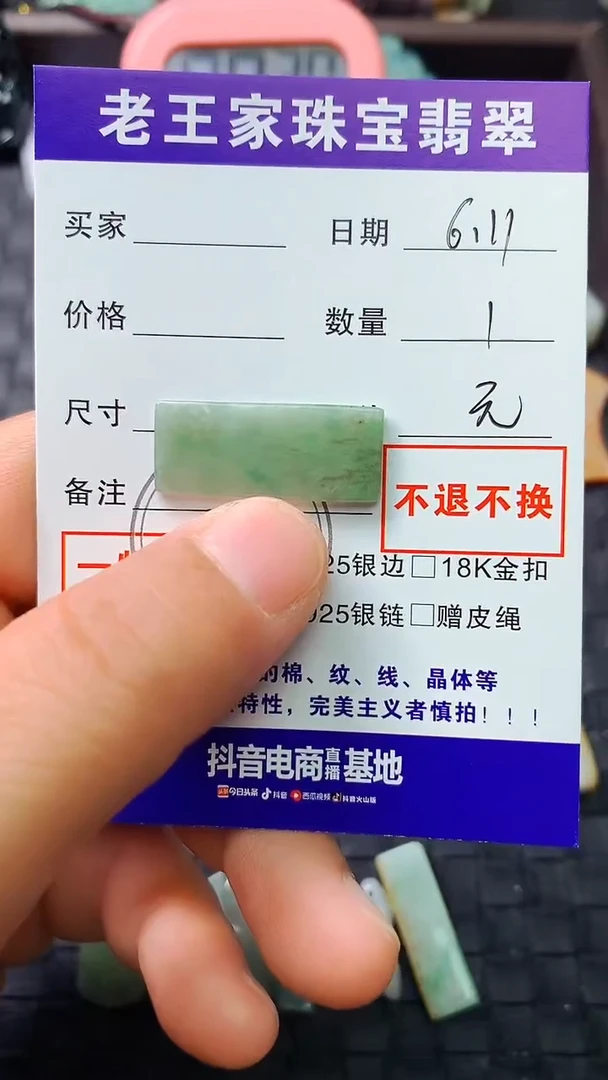 老王家珠宝翡翠
买家 日期 6.11
价格 数量 1
尺寸 元
备注 不退不换
25银边□18K金扣
925银链□赠皮绳
的棉、纹、线、晶体等
特性，完美主义者慎拍！！！
抖音电商直播基地
头条 今日头条 抖音 西瓜视频 抖音火山版